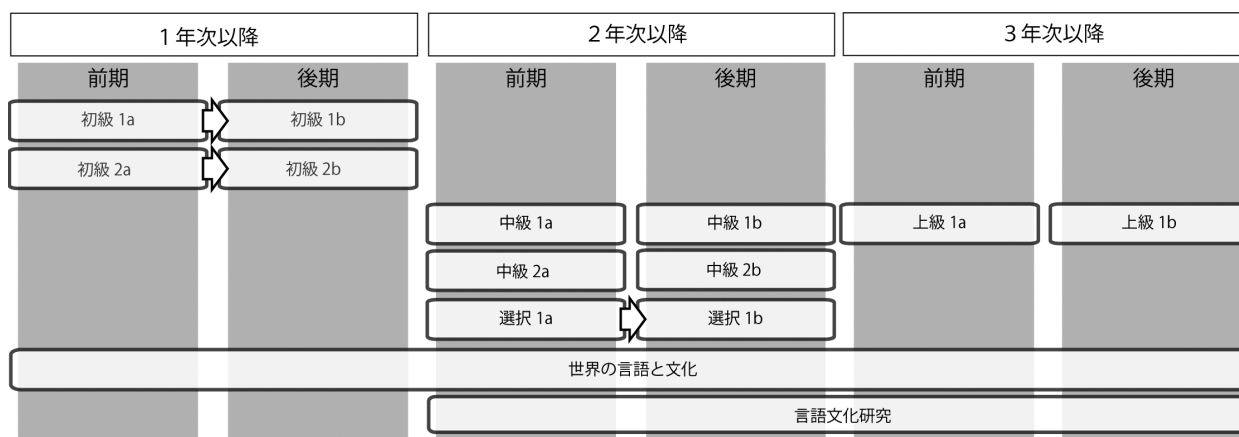 1年次以降 2年次以降 3年次以降
前期 後期 前期 後期 前期 後期
初級 1a 初級 1b
初級 2a 初級 2b
中級 1a 中級 1b 上級 1a 上級 1b
中級 2a 中級 2b
選択 1a 選択 1b
世界の言語と文化
言語文化研究